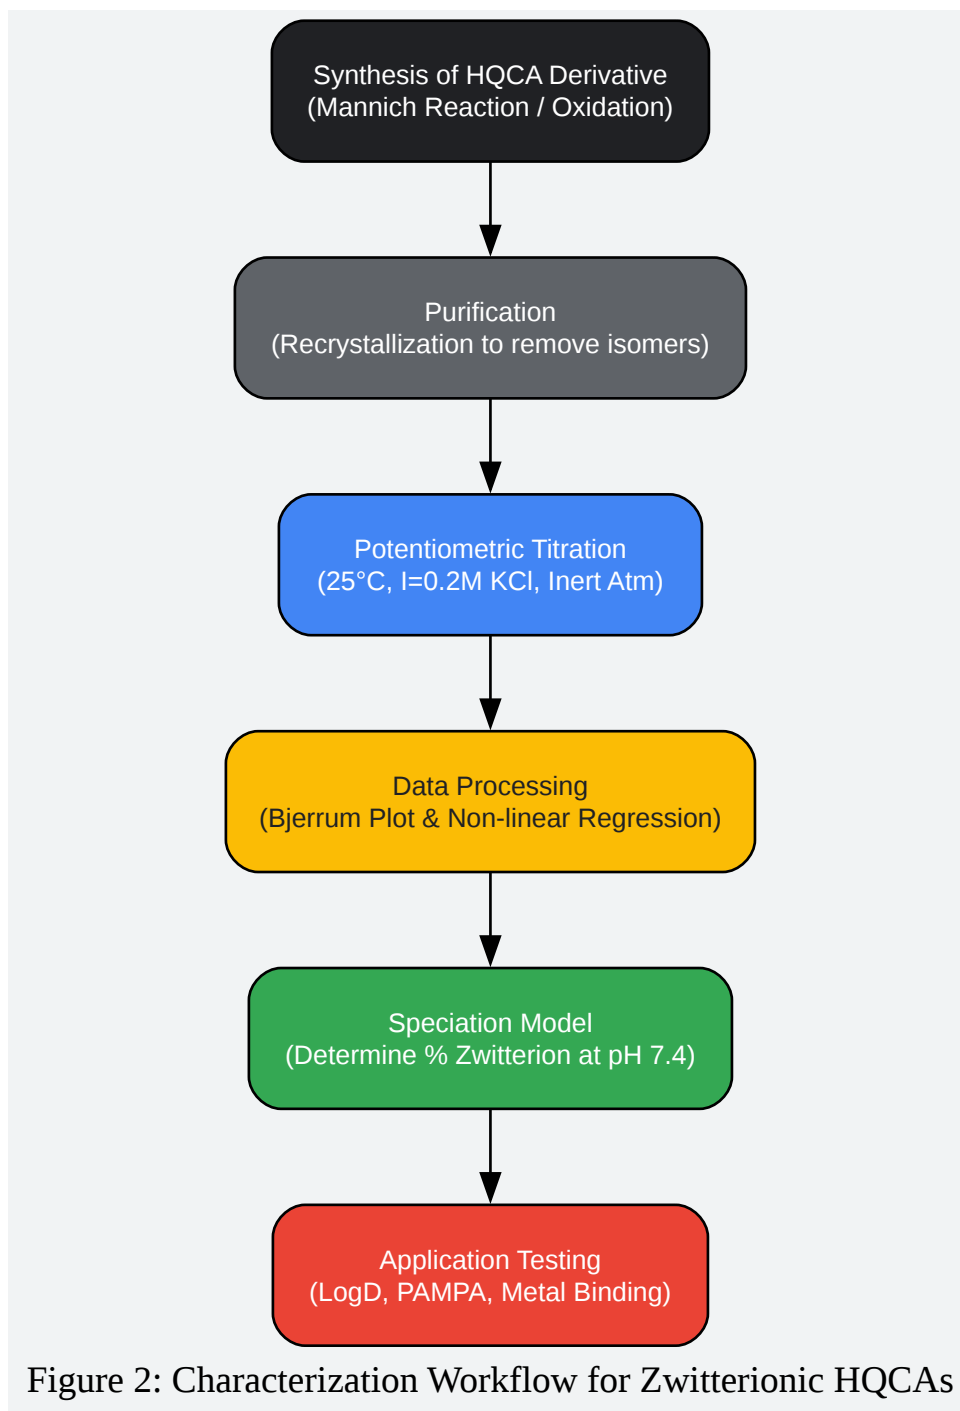 Synthesis of HQCA Derivative
(Mannich Reaction / Oxidation)
Purification
(Recrystallization to remove isomers)
Potentiometric Titration
(25°C, I=0.2M KCl, Inert Atm)
Data Processing
(Bjerrum Plot & Non-linear Regression)
Speciation Model
(Determine % Zwitterion at pH 7.4)
Application Testing
(LogD, PAMPA, Metal Binding)
Figure 2: Characterization Workflow for Zwitterionic HQCAs